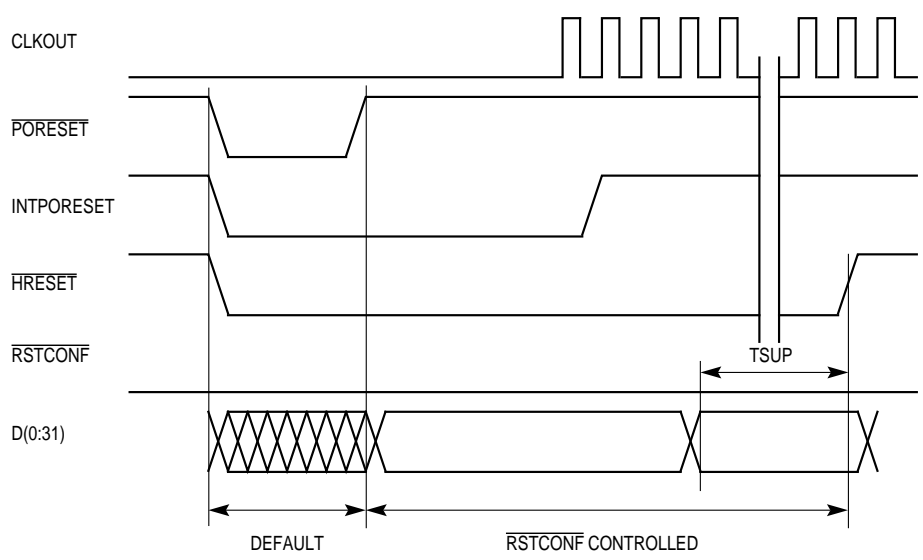 CLKOUT
PORESET
INTPORESET
HRESET
RSTCONF
TSUP
D(0:31)
DEFAULT
RSTCONF CONTROLLED